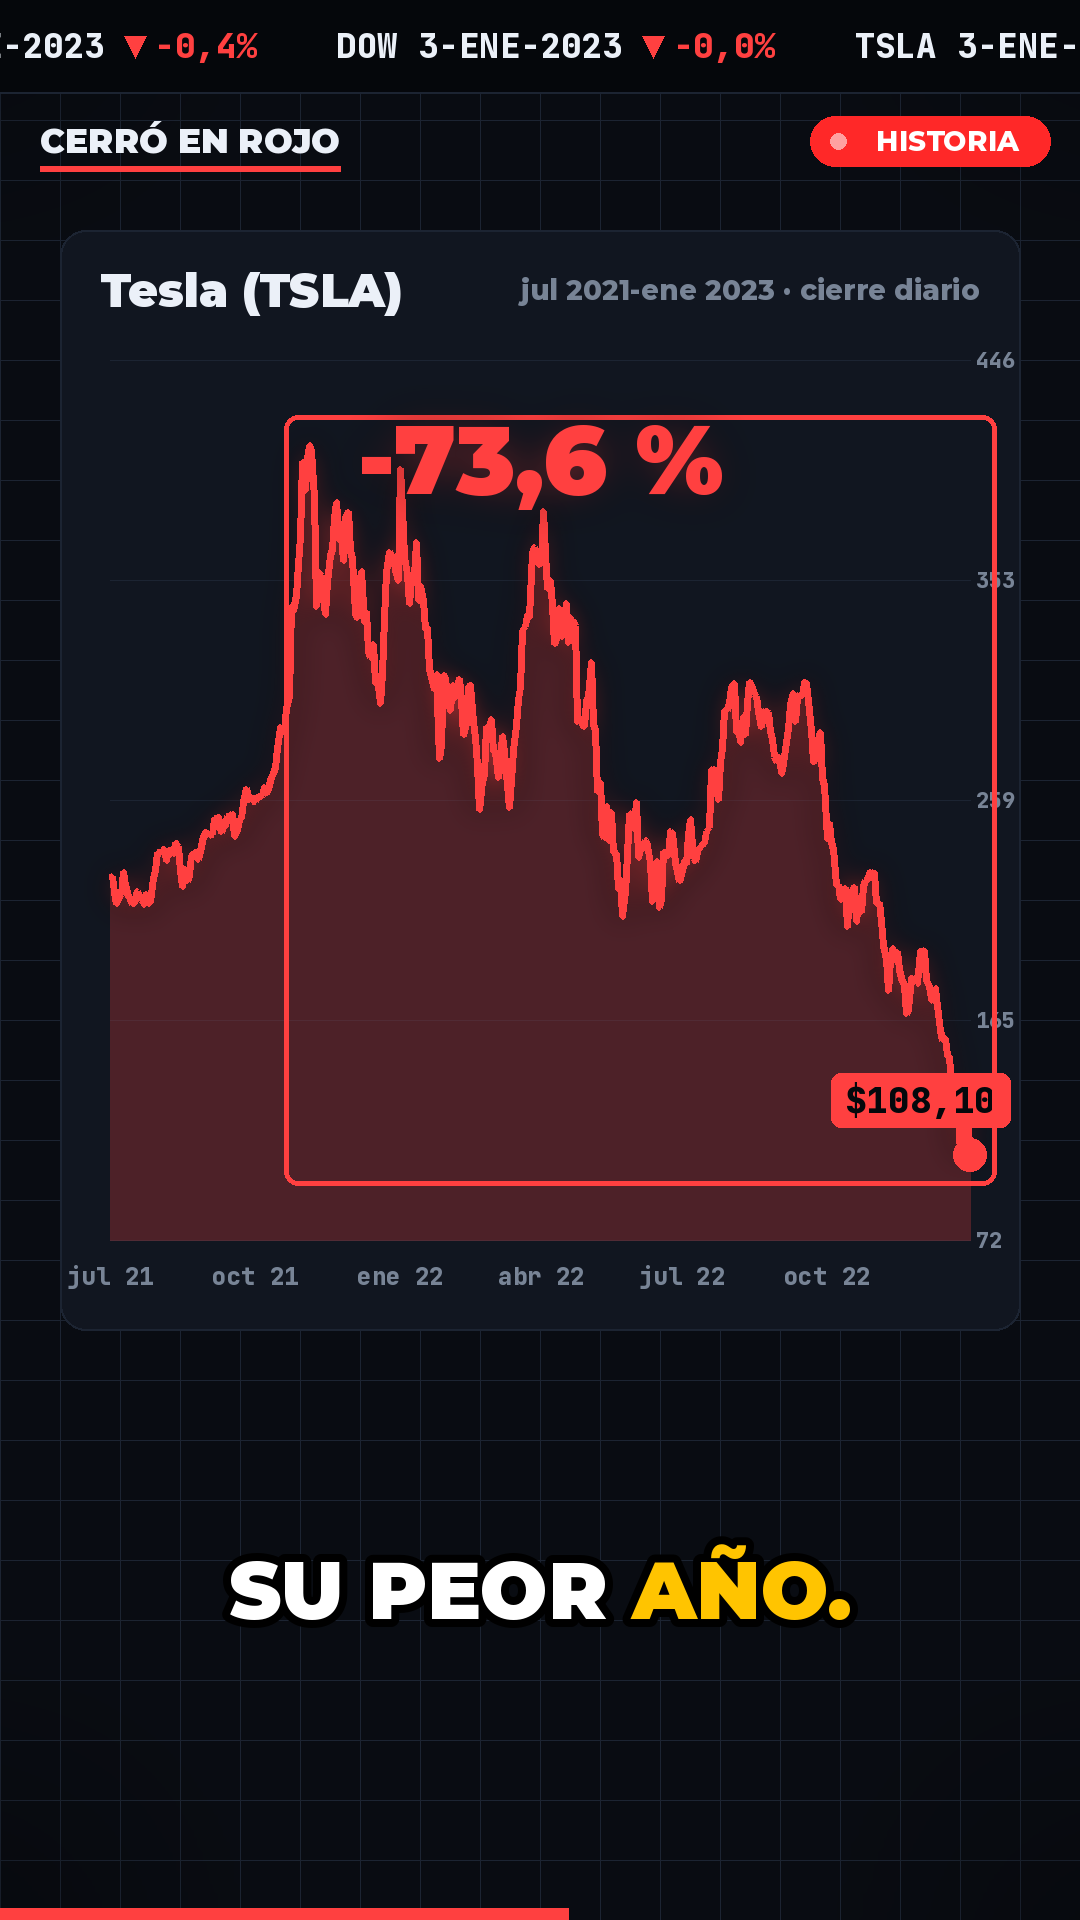 -2023 ▼ -0,4% DOW 3-ENE-2023 ▼ -0,0% TSLA 3-ENE-
CERRÓ EN ROJO
HISTORIA
Tesla (TSLA)
jul 2021-ene 2023 · cierre diario
446
-73,6 %
353
259
165
$108,10
72
jul 21 oct 21 ene 22 abr 22 jul 22 oct 22
SU PEOR AÑO.